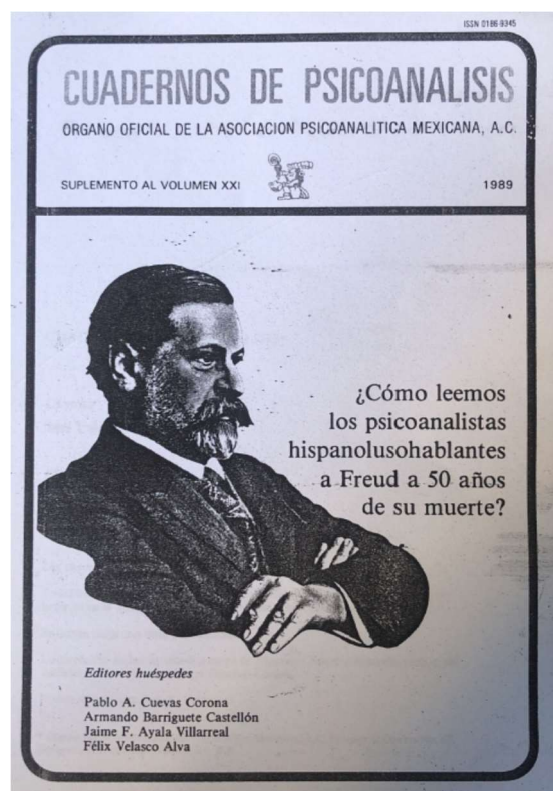 ISSN 0186-9345
CUADERNOS DE PSICOANALISIS
ORGANO OFICIAL DE LA ASOCIACION PSICOANALITICA MEXICANA, A.C.
SUPLEMENTO AL VOLUMEN XXI
1989
¿Cómo leemos
los psicoanalistas
hispanolusohablantes
a Freud a 50 años
de su muerte?
Editores huéspedes
Pablo A. Cuevas Corona
Armando Barriguete Castellón
Jaime F. Ayala Villarreal
Félix Velasco Alva